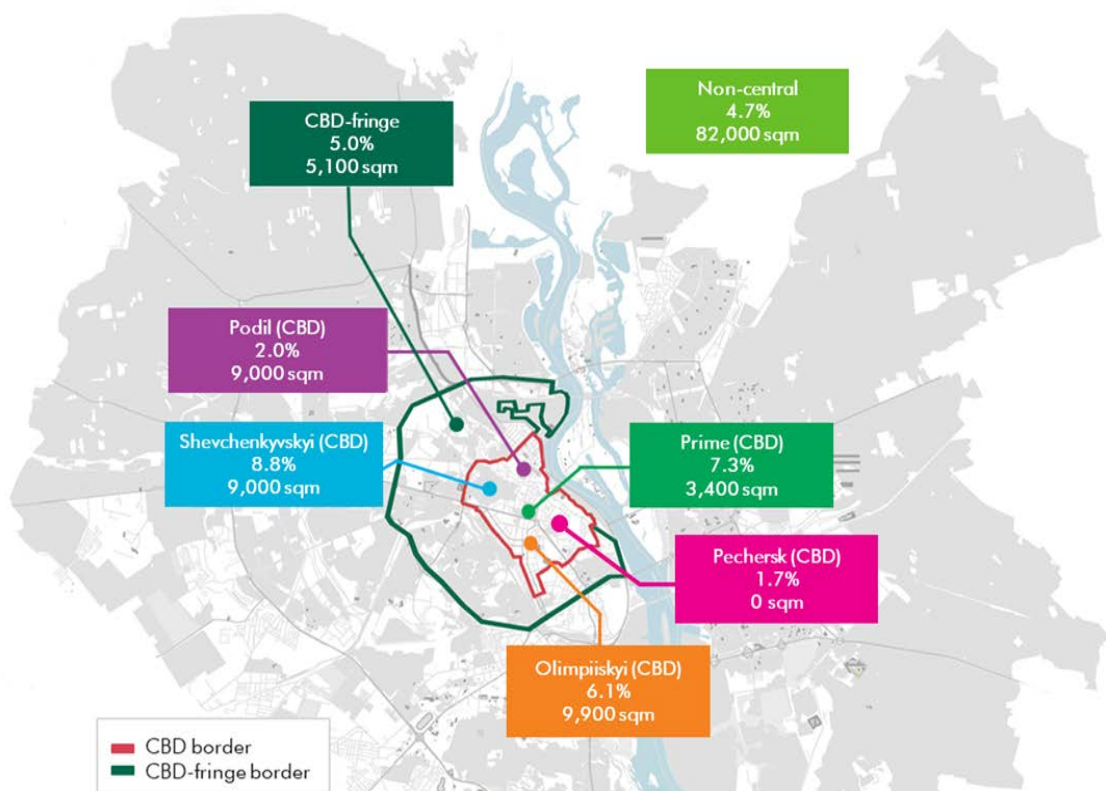 Non-central
4.7%
82,000 sqm
CBD-fringe
5.0%
5,100 sqm
Podil (CBD)
2.0%
9,000 sqm
Shevchenkyvskyi (CBD)
8.8%
9,000 sqm
Prime (CBD)
7.3%
3,400 sqm
Pechersk (CBD)
1.7%
0 sqm
Olimpiiskyi (CBD)
6.1%
9,900 sqm
CBD border
CBD-fringe border